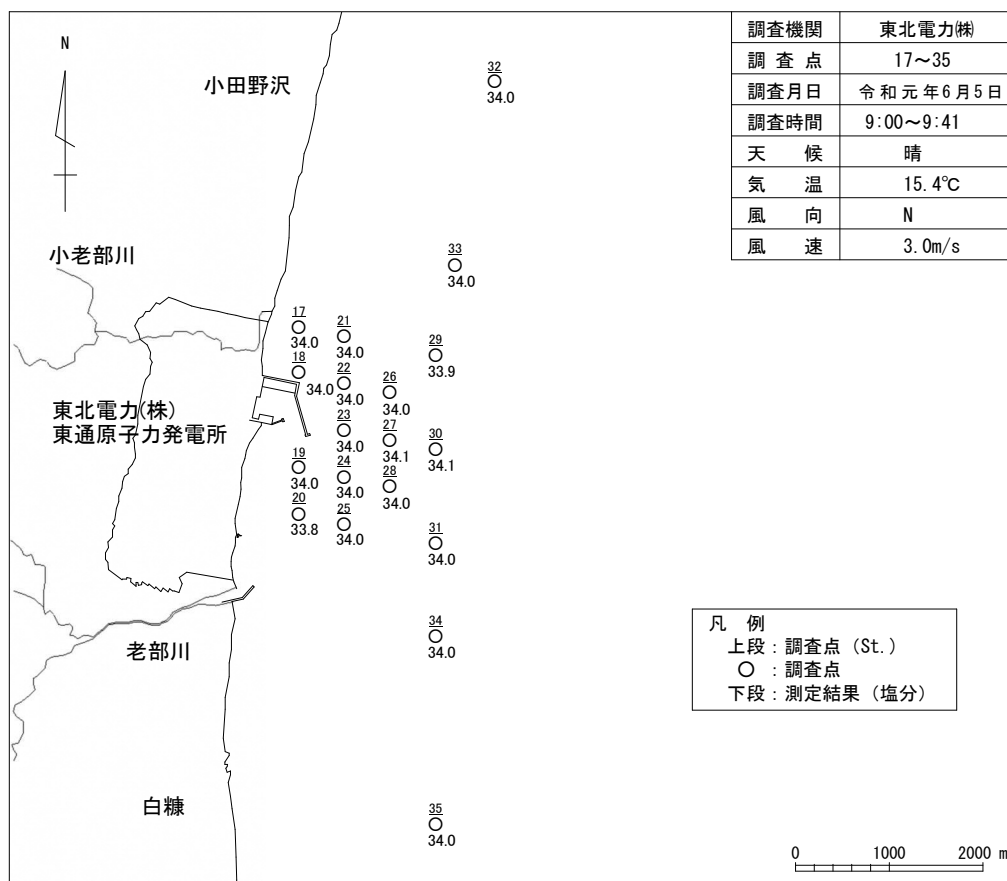 調査機関 東北電力㈱
調査点 17～35
調査月日 令和元年6月5日
調査時間 9:00～9:41
天候 晴
気温 15.4℃
風向 N
風速 3.0m/s
N
小田野沢
32
34.0
小老部川
33
34.0
17
34.0
21
34.0
29
33.9
18
34.0
22
34.0
26
34.0
東北電力(株)
東通原子力発電所
23
34.0
27
34.1
30
34.1
19
34.0
24
34.0
28
34.0
20
33.8
25
34.0
31
34.0
34
34.0
老部川
凡例
上段：調査点（St.）
○：調査点
下段：測定結果（塩分）
白糠
35
34.0
0 1000 2000 m